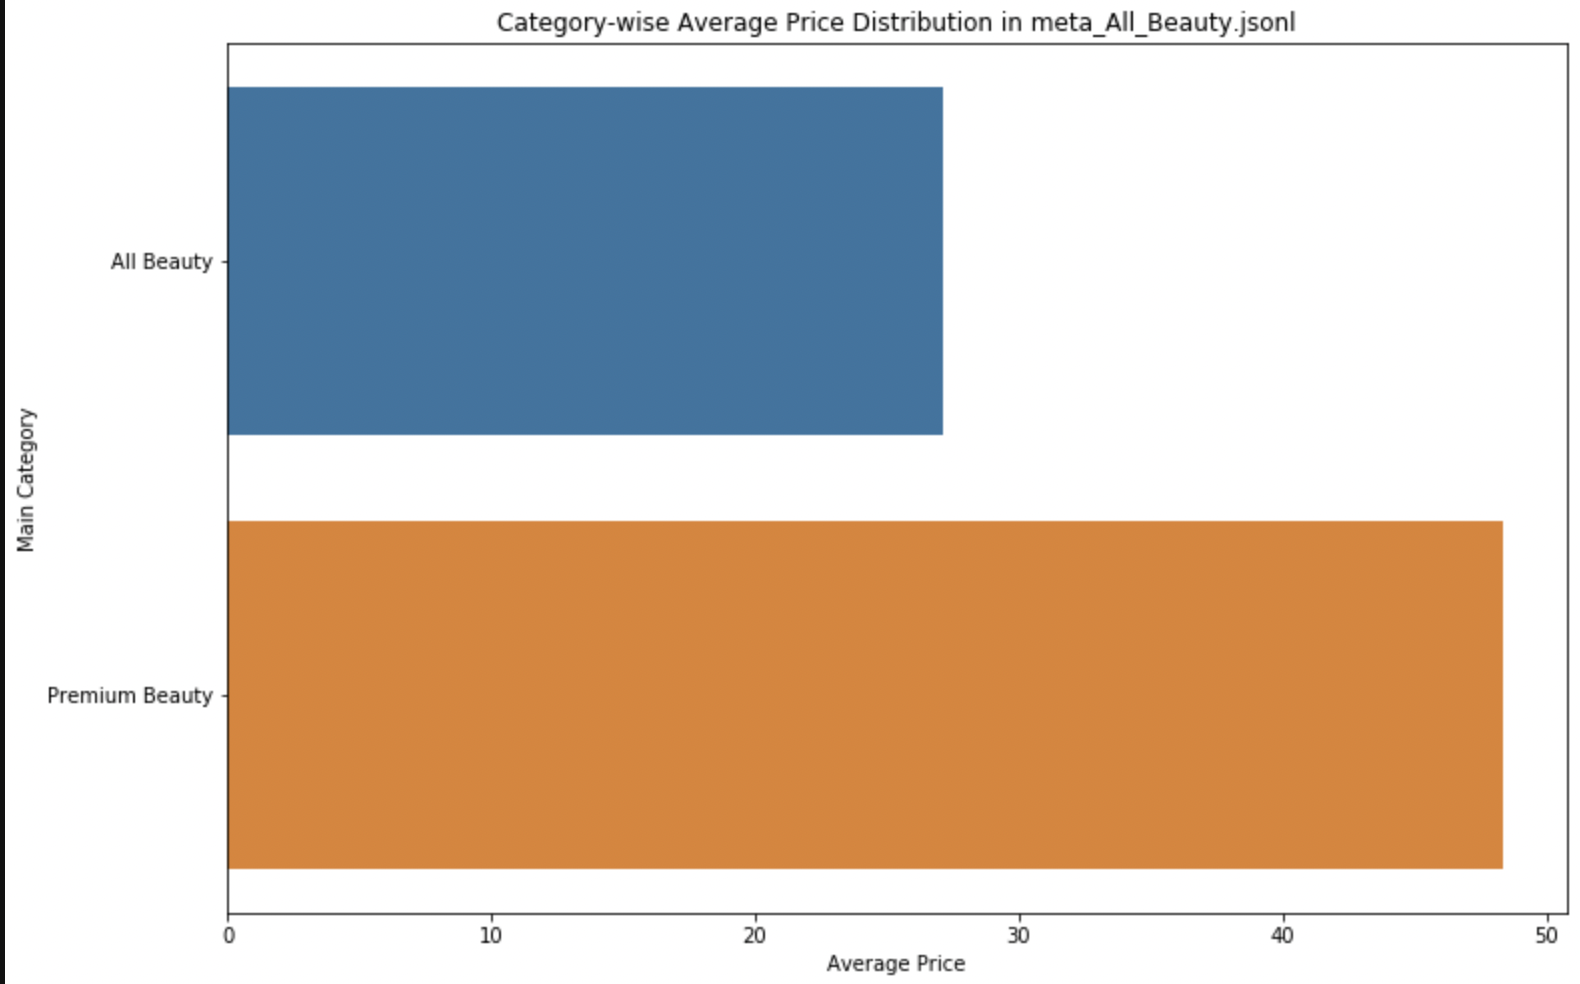 Category-wise Average Price Distribution in meta_All_Beauty.jsonl
Main Category
All Beauty
Premium Beauty
0 10 20 30 40 50
Average Price